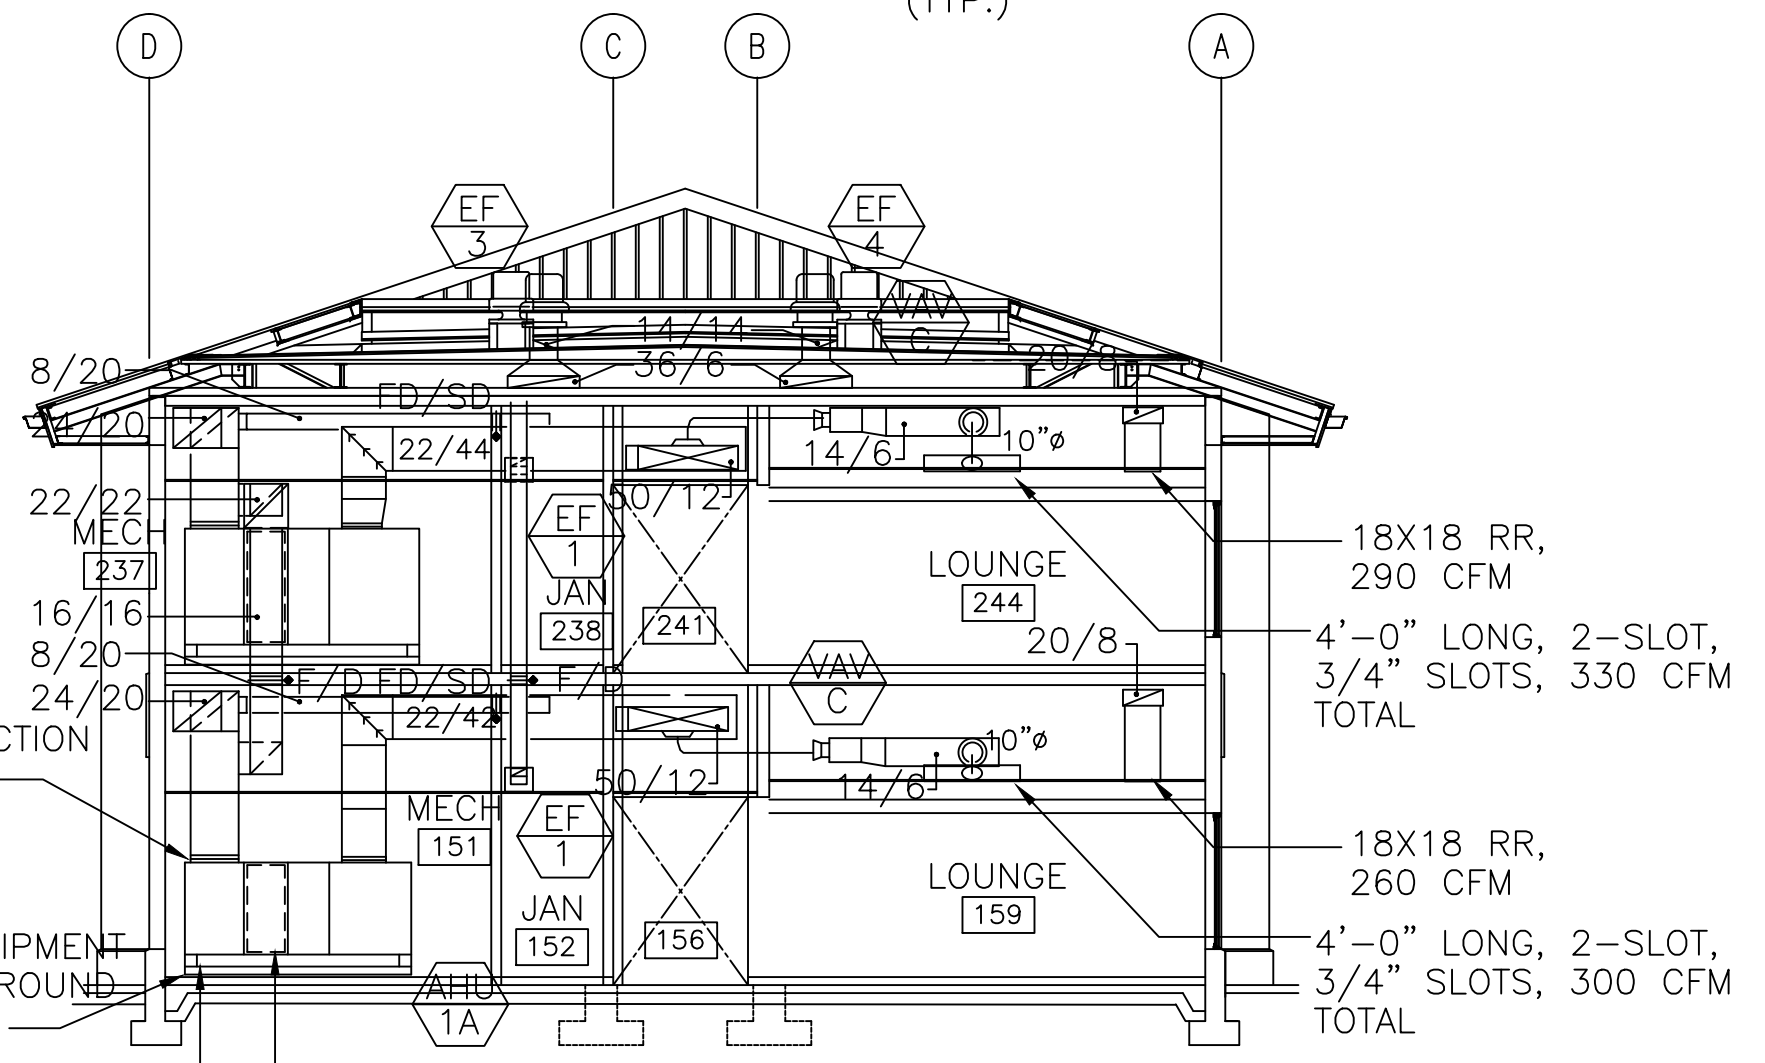 (TYP.)
D
C
B
A
EF
3
EF
4
VAV
C
14/14
36/6
20/8
8/20
24/20
FD/SD
22/44
14/6
10"ø
50/12
22/22
MECH
237
EF
1
JAN
238
241
LOUNGE
244
18X18 RR,
290 CFM
16/16
8/20
24/20
F/D
FD/SD
F/D
22/42
VAV
C
20/8
4'-0" LONG, 2-SLOT,
3/4" SLOTS, 330 CFM
TOTAL
CTION
50/12
14/6
10"ø
MECH
151
EF
1
JAN
152
156
LOUNGE
159
18X18 RR,
260 CFM
4'-0" LONG, 2-SLOT,
3/4" SLOTS, 300 CFM
TOTAL
IPMENT
ROUND
AHU
1A